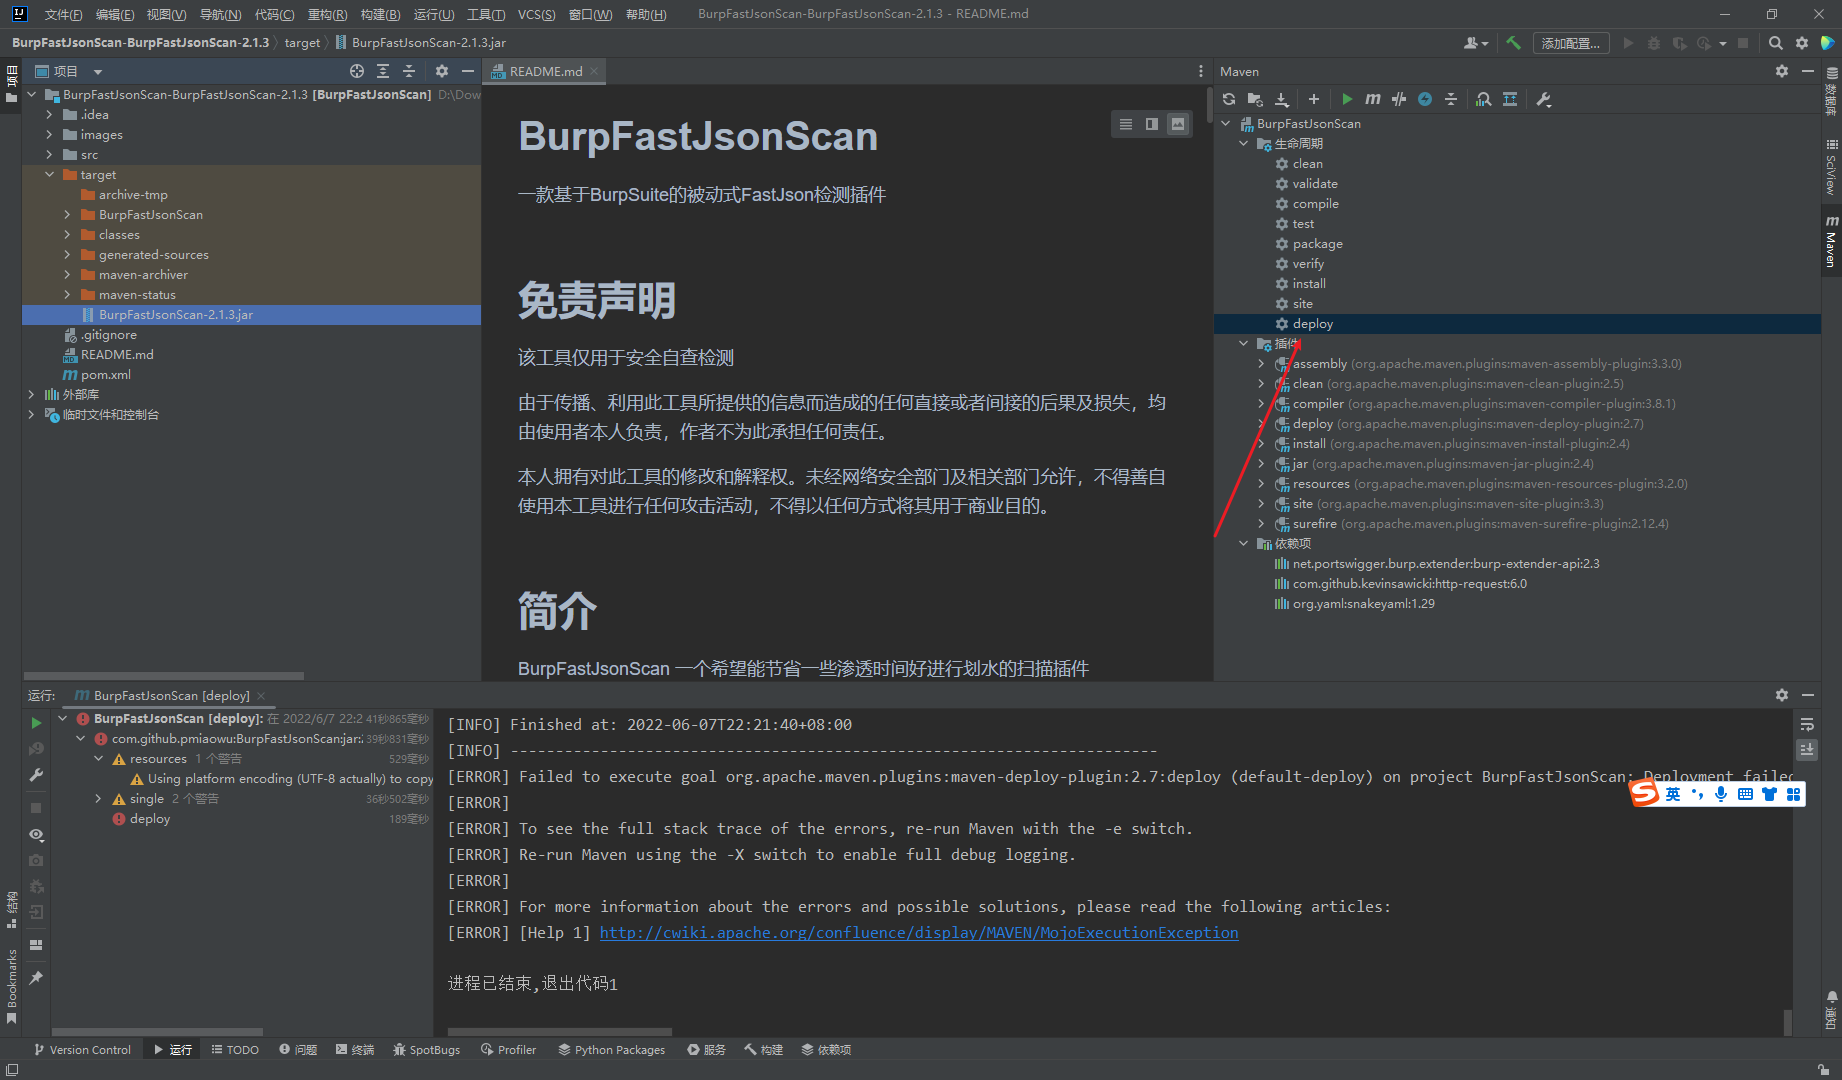 文件(F) 编辑(E) 视图(V) 导航(N) 代码(C) 重构(R) 构建(B) 运行(U) 工具(T) VCS(S) 窗口(W) 帮助(H) BurpFastJsonScan-BurpFastJsonScan-2.1.3 - README.md
BurpFastJsonScan-BurpFastJsonScan-2.1.3 target BurpFastJsonScan-2.1.3.jar
添加配置...
项目
项目
BurpFastJsonScan-BurpFastJsonScan-2.1.3 [BurpFastJsonScan] D:\Dow
.idea
images
src
target
archive-tmp
BurpFastJsonScan
classes
generated-sources
maven-archiver
maven-status
BurpFastJsonScan-2.1.3.jar
.gitignore
README.md
pom.xml
外部库
临时文件和控制台
README.md
BurpFastJsonScan
一款基于BurpSuite的被动式FastJson检测插件
免责声明
该工具仅用于安全自查检测
由于传播、利用此工具所提供的信息而造成的任何直接或者间接的后果及损失，均
由使用者本人负责，作者不为此承担任何责任。
本人拥有对此工具的修改和解释权。未经网络安全部门及相关部门允许，不得善自
使用本工具进行任何攻击活动，不得以任何方式将其用于商业目的。
简介
BurpFastJsonScan 一个希望能节省一些渗透时间好进行划水的扫描插件
Maven
BurpFastJsonScan
生命周期
clean
validate
compile
test
package
verify
install
site
deploy
插件
assembly (org.apache.maven.plugins:maven-assembly-plugin:3.3.0)
clean (org.apache.maven.plugins:maven-clean-plugin:2.5)
compiler (org.apache.maven.plugins:maven-compiler-plugin:3.8.1)
deploy (org.apache.maven.plugins:maven-deploy-plugin:2.7)
install (org.apache.maven.plugins:maven-install-plugin:2.4)
jar (org.apache.maven.plugins:maven-jar-plugin:2.4)
resources (org.apache.maven.plugins:maven-resources-plugin:3.2.0)
site (org.apache.maven.plugins:maven-site-plugin:3.3)
surefire (org.apache.maven.plugins:maven-surefire-plugin:2.12.4)
依赖项
net.portswigger.burp.extender:burp-extender-api:2.3
com.github.kevinsawicki:http-request:6.0
org.yaml:snakeyaml:1.29
数据库
SciView
Maven
通知
运行: BurpFastJsonScan [deploy]
BurpFastJsonScan [deploy]: 在 2022/6/7 22:2 41秒865毫秒
com.github.pmiaowu:BurpFastJsonScan:jar: 39秒831毫秒
resources 1 个警告 529毫秒
Using platform encoding (UTF-8 actually) to copy
single 2 个警告 36秒502毫秒
deploy 189毫秒
[INFO] Finished at: 2022-06-07T22:21:40+08:00
[INFO] ------------------------------------------------------------------------
[ERROR] Failed to execute goal org.apache.maven.plugins:maven-deploy-plugin:2.7:deploy (default-deploy) on project BurpFastJsonScan: Deployment failed
[ERROR]
[ERROR] To see the full stack trace of the errors, re-run Maven with the -e switch.
[ERROR] Re-run Maven using the -X switch to enable full debug logging.
[ERROR]
[ERROR] For more information about the errors and possible solutions, please read the following articles:
[ERROR] [Help 1] http://cwiki.apache.org/confluence/display/MAVEN/MojoExecutionException
进程已结束,退出代码1
英
结构
Bookmarks
Version Control 运行 TODO 问题 终端 SpotBugs Profiler Python Packages 服务 构建 依赖项